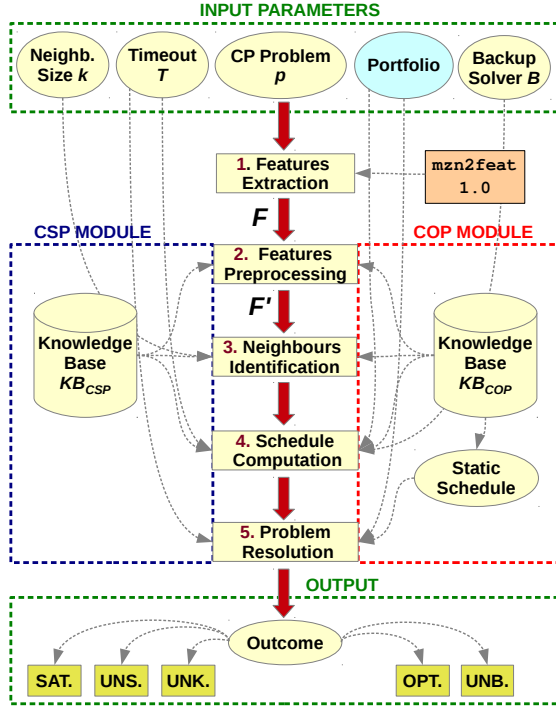 INPUT PARAMETERS
Neighb.
Size k
Timeout
T
CP Problem
p
Portfolio
Backup
Solver B
1. Features
Extraction
mzn2feat
1.0
F
CSP MODULE
COP MODULE
2. Features
Preprocessing
F'
Knowledge
Base
KBCSP
3. Neighbours
Identification
Knowledge
Base
KBCOP
4. Schedule
Computation
Static
Schedule
5. Problem
Resolution
OUTPUT
Outcome
SAT.
UNS.
UNK.
OPT.
UNB.